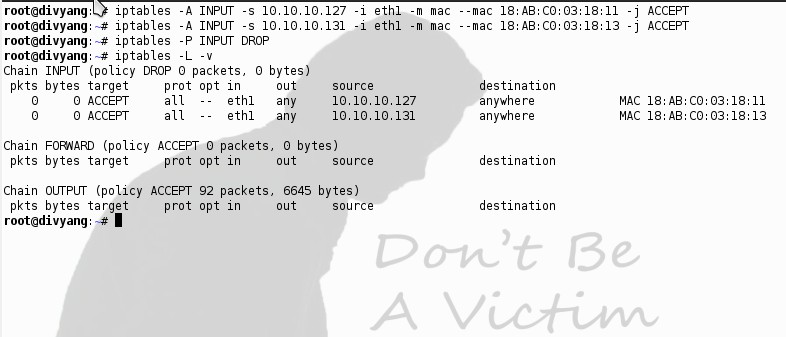 root@divyang:~# iptables -A INPUT -s 10.10.10.127 -i eth1 -m mac --mac 18:AB:C0:03:18:11 -j ACCEPT
root@divyang:~# iptables -A INPUT -s 10.10.10.131 -i eth1 -m mac --mac 18:AB:C0:03:18:13 -j ACCEPT
root@divyang:~# iptables -P INPUT DROP
root@divyang:~# iptables -L -v
Chain INPUT (policy DROP 0 packets, 0 bytes)
pkts bytes target prot opt in out source destination
0 0 ACCEPT all -- eth1 any 10.10.10.127 anywhere MAC 18:AB:C0:03:18:11
0 0 ACCEPT all -- eth1 any 10.10.10.131 anywhere MAC 18:AB:C0:03:18:13
Chain FORWARD (policy ACCEPT 0 packets, 0 bytes)
pkts bytes target prot opt in out source destination
Chain OUTPUT (policy ACCEPT 92 packets, 6645 bytes)
pkts bytes target prot opt in out source destination
root@divyang:~#
Don't Be
A Victim